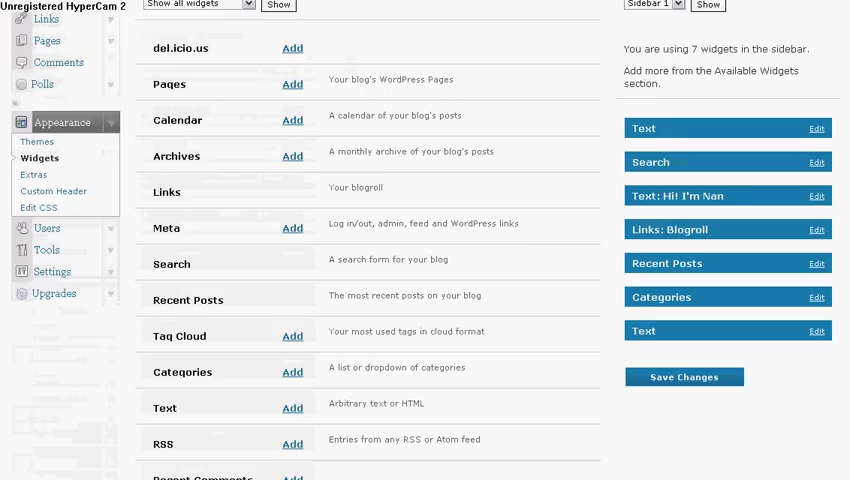 Unregistered HyperCam 2
Show all widgets Show
Sidebar 1 Show
Links
Pages
Comments
Polls
Appearance
Themes
Widgets
Extras
Custom Header
Edit CSS
Users
Tools
Settings
Upgrades
del.icio.us Add
Pages Add Your blog's WordPress Pages
Calendar Add A calendar of your blog's posts
Archives Add A monthly archive of your blog's posts
Links Your blogroll
Meta Add Log in/out, admin, feed and WordPress links
Search A search form for your blog
Recent Posts The most recent posts on your blog
Tag Cloud Add Your most used tags in cloud format
Categories Add A list or dropdown of categories
Text Add Arbitrary text or HTML
RSS Add Entries from any RSS or Atom feed
Recent Comments Add
You are using 7 widgets in the sidebar.
Add more from the Available Widgets
section.
Text Edit
Search Edit
Text: Hi! I'm Nan Edit
Links: Blogroll Edit
Recent Posts Edit
Categories Edit
Text Edit
Save Changes